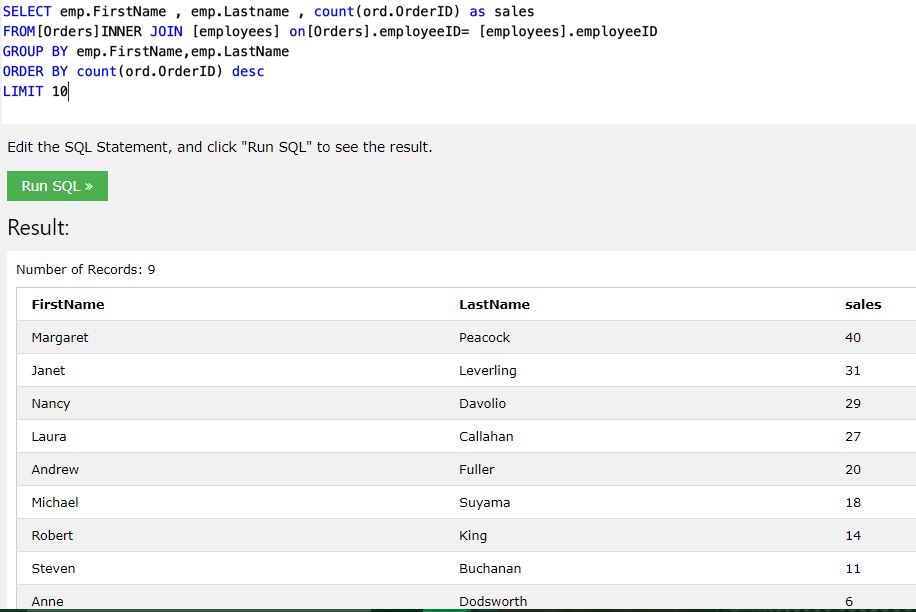 SELECT emp.FirstName , emp.Lastname , count(ord.OrderID) as sales
FROM[Orders]INNER JOIN [employees] on[Orders].employeeID= [employees].employeeID
GROUP BY emp.FirstName,emp.LastName
ORDER BY count(ord.OrderID) desc
LIMIT 10
Edit the SQL Statement, and click "Run SQL" to see the result.
Run SQL »
Result:
Number of Records: 9
FirstName LastName sales
Margaret Peacock 40
Janet Leverling 31
Nancy Davolio 29
Laura Callahan 27
Andrew Fuller 20
Michael Suyama 18
Robert King 14
Steven Buchanan 11
Anne Dodsworth 6